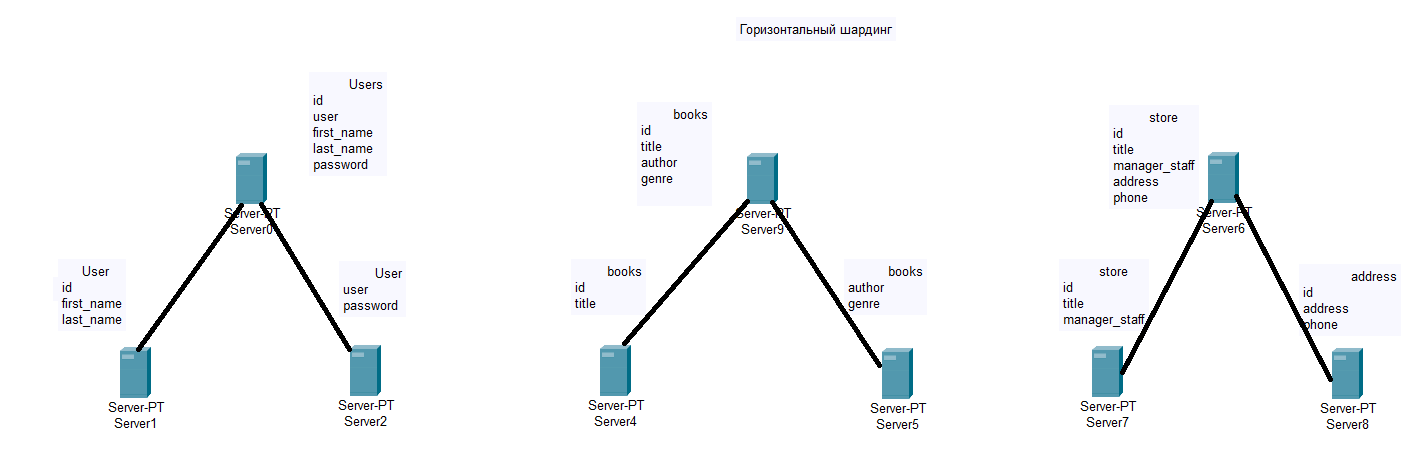 Горизонтальный шардинг
Users
id
user
first_name
last_name
password
Server-PT
Server0
User
id
first_name
last_name
User
user
password
Server-PT
Server1
Server-PT
Server2
books
id
title
author
genre
Server-PT
Server9
books
id
title
books
author
genre
Server-PT
Server4
Server-PT
Server5
store
id
title
manager_staff
address
phone
Server-PT
Server6
store
id
title
manager_staff
address
id
address
phone
Server-PT
Server7
Server-PT
Server8